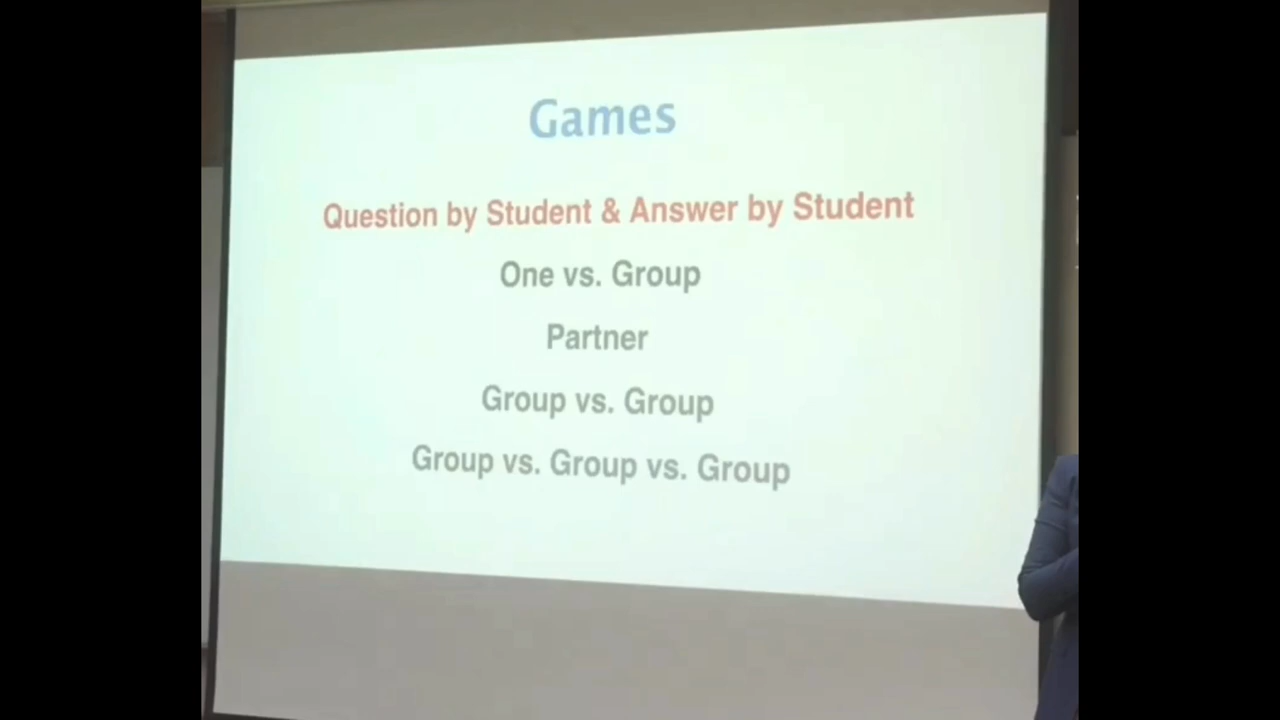 Games
Question by Student & Answer by Student
One vs. Group
Partner
Group vs. Group
Group vs. Group vs. Group